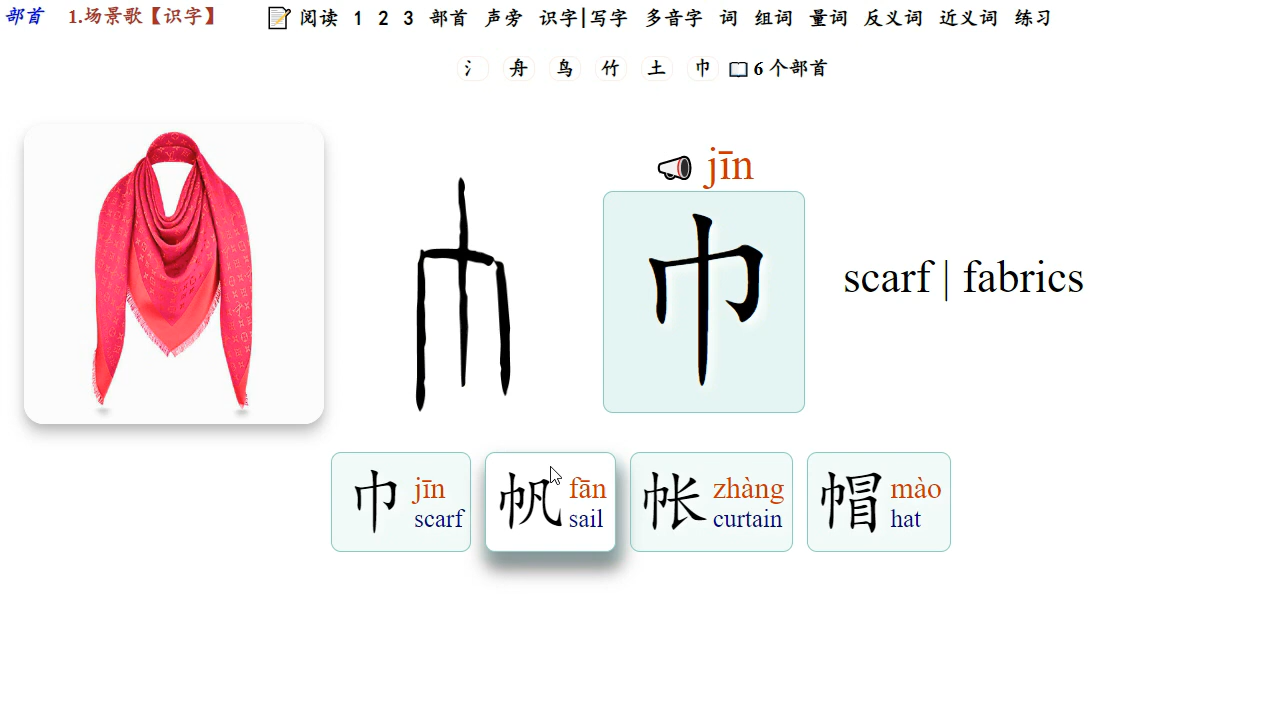 部首 1.场景歌【识字】 阅读 1 2 3 部首 声旁 识字|写字 多音字 词 组词 量词 反义词 近义词 练习
氵 舟 鸟 竹 土 巾 6 个部首
jīn
巾
scarf | fabrics
巾 jīn scarf
帆 fān sail
帐 zhàng curtain
帽 mào hat